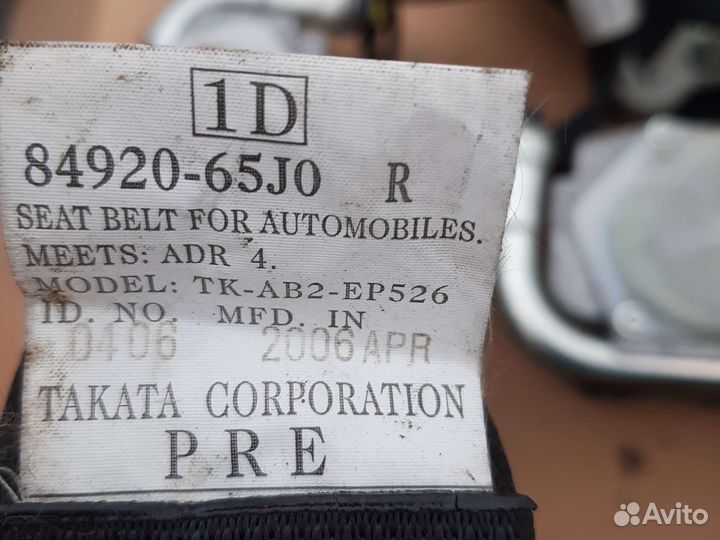 1D
84920-65J0 R
SEAT BELT FOR AUTOMOBILES.
MEETS: ADR 4.
MODEL: TK-AB2-EP526
ID. NO. MFD. IN
0406 2006APR
TAKATA CORPORATION
PRE
Avito